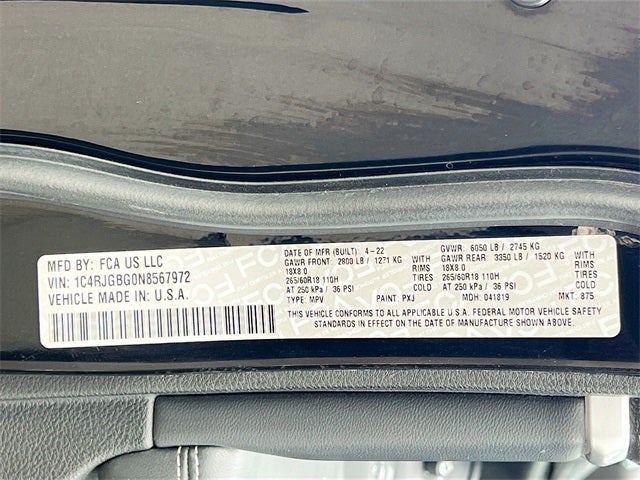 MFD BY: FCA US LLC
VIN: 1C4RJGBG0N8567972
VEHICLE MADE IN: U.S.A.
DATE OF MFR (BUILT): 4-22 GVWR: 6050 LB / 2745 KG
GAWR FRONT: 2800 LB / 1271 KG WITH GAWR REAR: 3350 LB / 1520 KG WITH
18X8.0 RIMS 18X8.0 RIMS
265/60R18 110H TIRES 265/60R18 110H TIRES
AT 250 kPa / 36 PSI COLD AT 250 kPa / 36 PSI COLD
TYPE: MPV PAINT: PXJ MDH: 041819 MKT: 875
THIS VEHICLE CONFORMS TO ALL APPLICABLE U.S.A. FEDERAL MOTOR VEHICLE SAFETY
STANDARDS IN EFFECT ON THE DATE OF MANUFACTURE SHOWN ABOVE.